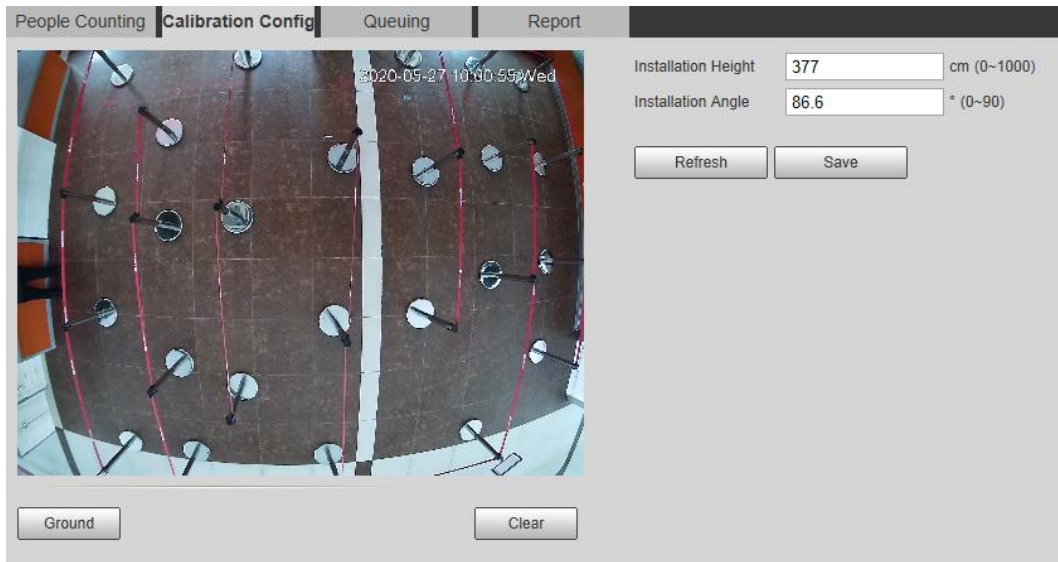 People Counting Calibration Config Queuing Report
2020-05-27 10:00:55 Wed
Installation Height 377 cm (0~1000)
Installation Angle 86.6 ° (0~90)
Refresh Save
Ground Clear